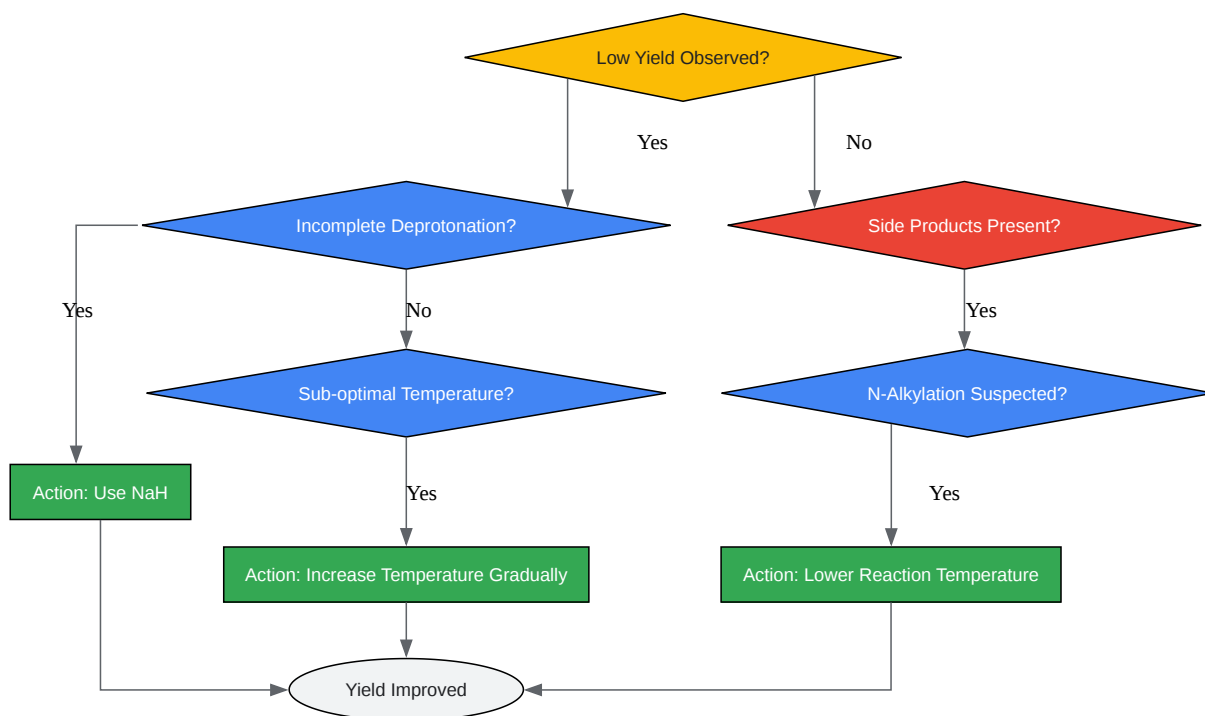 Low Yield Observed?
Yes
No
Incomplete Deprotonation?
Side Products Present?
Yes
No
Yes
Sub-optimal Temperature?
N-Alkylation Suspected?
Action: Use NaH
Yes
Yes
Action: Increase Temperature Gradually
Action: Lower Reaction Temperature
Yield Improved